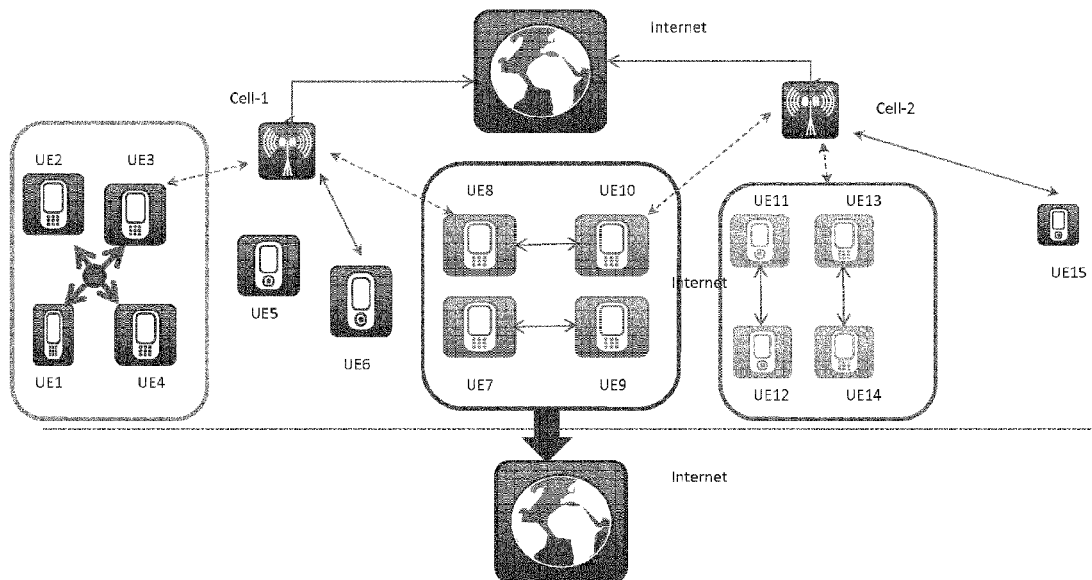 Internet
Cell-1
Cell-2
UE2
UE3
UE8
UE10
UE11
UE13
Internet
UE15
UE5
UE6
UE1
UE4
UE7
UE9
UE12
UE14
Internet